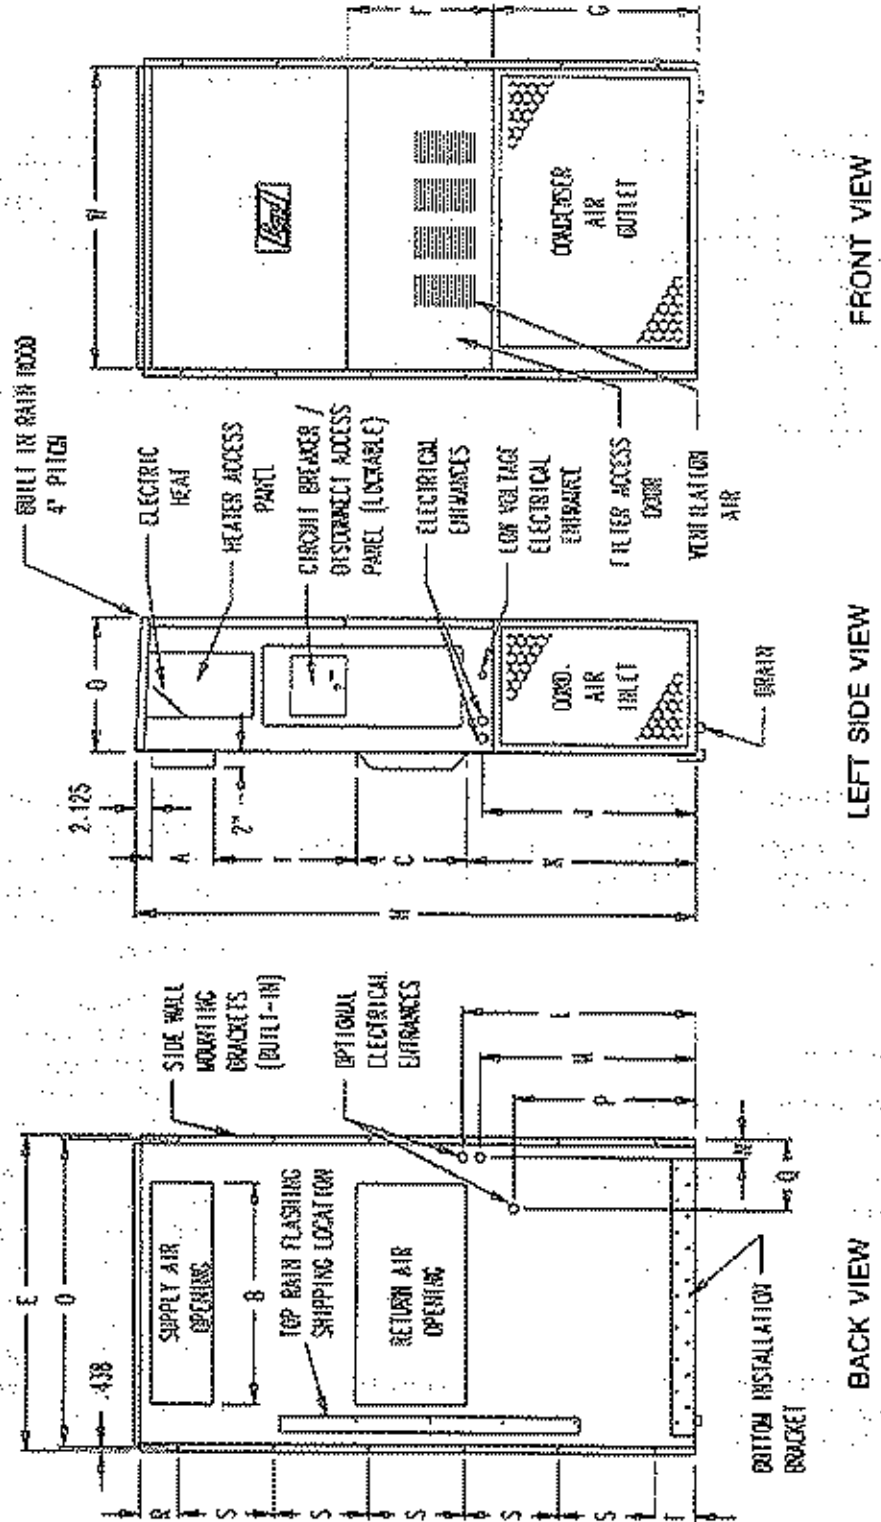 BUILT IN RAIN HOOD
4° PITCH
ELECTRIC
HEAT
HEATER ACCESS
PANEL
CIRCUIT BREAKER /
DISCONNECT ACCESS
PANEL (LOCKABLE)
ELECTRICAL
ENTRANCES
LOW VOLTAGE
ELECTRICAL
ENTRANCE
FILTER ACCESS
DOOR
VENTILATION
AIR
W
F
G
CONDENSER
AIR
OUTLET
FRONT VIEW
D
2.125
2"
A
I
C
K
J
H
COND.
AIR
INLET
DRAIN
LEFT SIDE VIEW
SIDE WALL
MOUNTING
BRACKETS
(BUILT-IN)
OPTIONAL
ELECTRICAL
ENTRANCES
E
O
.438
SUPPLY AIR
OPENING
B
TOP RAIN FLASHING
SHIPPING LOCATION
RETURN AIR
OPENING
L
M
P
Q
R
S
S
S
S
S
T
BOTTOM INSTALLATION
BRACKET
BACK VIEW